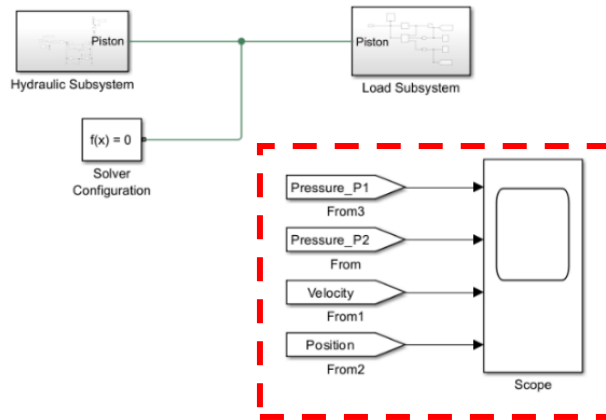 Piston
Piston
Hydraulic Subsystem
Load Subsystem
f(x) = 0
Solver
Configuration
Pressure_P1
From3
Pressure_P2
From
Velocity
From1
Position
From2
Scope